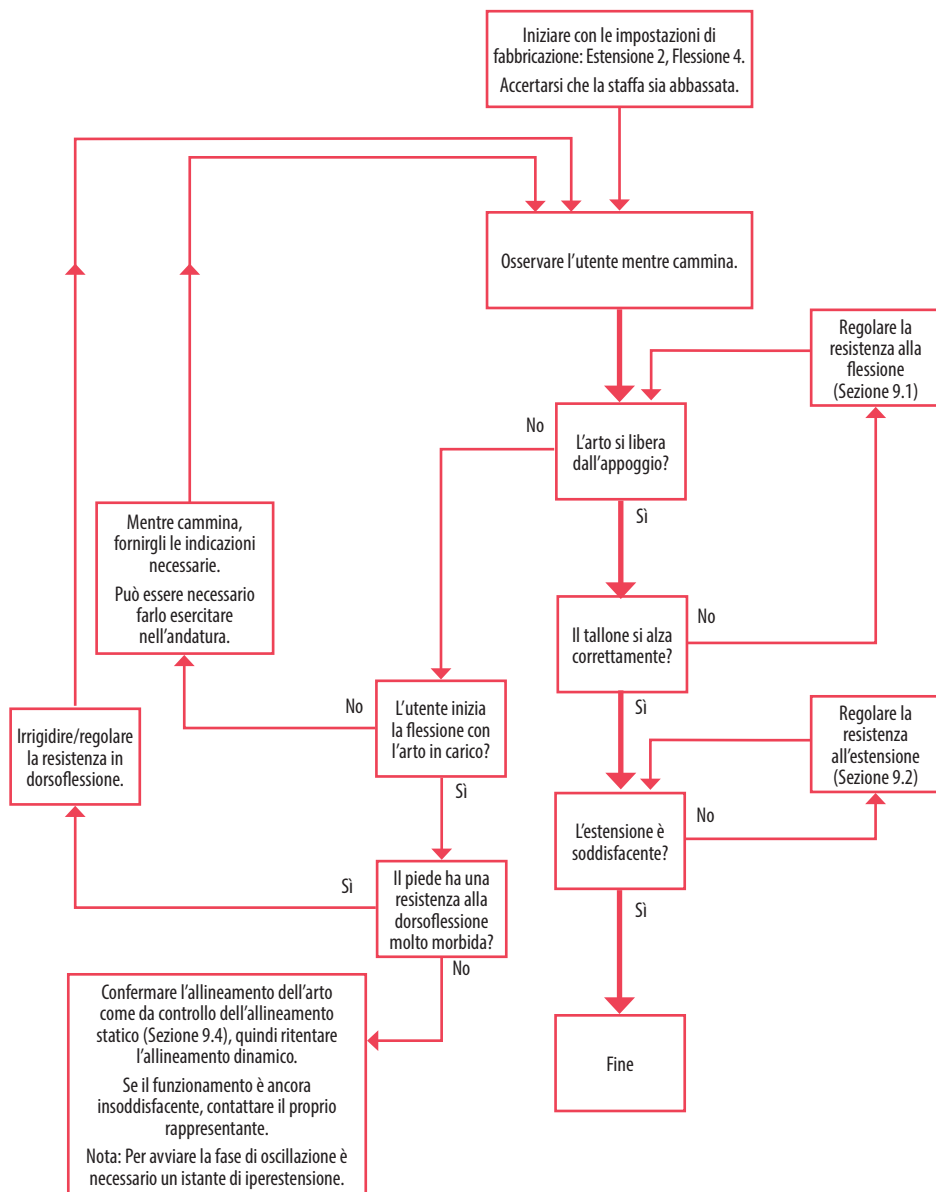 Iniziare con le impostazioni di
fabbricazione: Estensione 2, Flessione 4.
Accertarsi che la staffa sia abbassata.
Osservare l'utente mentre cammina.
Regolare la
resistenza alla
flessione
(Sezione 9.1)
No
L'arto si libera
dall'appoggio?
Sì
Mentre cammina,
fornirgli le indicazioni
necessarie.
Può essere necessario
farlo esercitare
nell'andatura.
Il tallone si alza
correttamente?
No
Sì
No
L'utente inizia
la flessione con
l'arto in carico?
Sì
Irrigidire/regolare
la resistenza in
dorsoflessione.
Regolare la
resistenza
all'estensione
(Sezione 9.2)
L'estensione è
soddisfacente?
No
Sì
Sì
Il piede ha una
resistenza alla
dorsoflessione
molto morbida?
No
Confermare l'allineamento dell'arto
come da controllo dell'allineamento
statico (Sezione 9.4), quindi ritentare
l'allineamento dinamico.
Se il funzionamento è ancora
insoddisfacente, contattare il proprio
rappresentante.
Nota: Per avviare la fase di oscillazione è
necessario un istante di iperestensione.
Fine